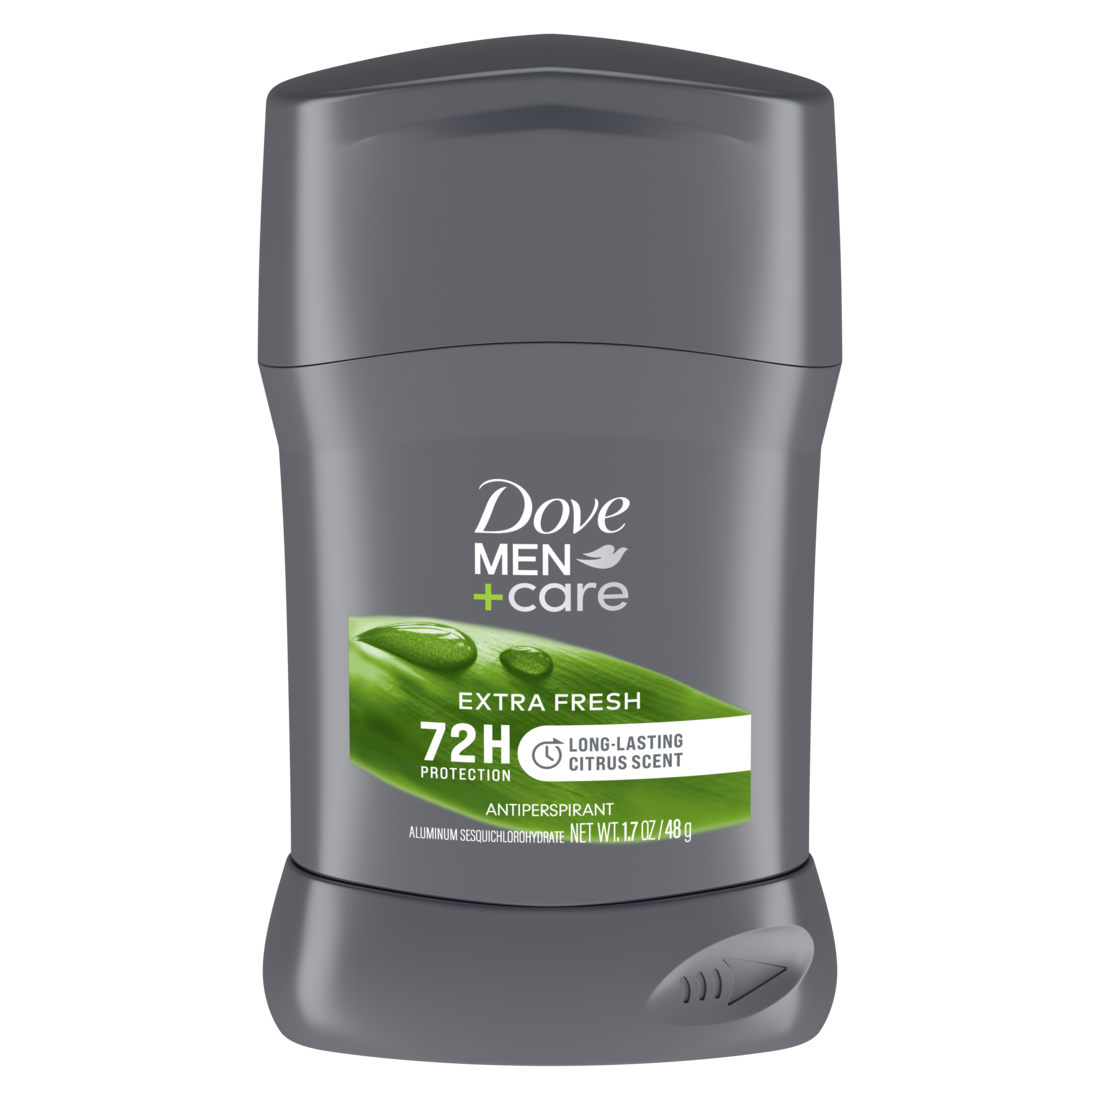 Dove
MEN
+care
EXTRA FRESH
72H
PROTECTION
LONG-LASTING
CITRUS SCENT
ANTIPERSPIRANT
ALUMINUM SESQUICHLOROHYDRATE NET WT. 1.7 OZ / 48 g